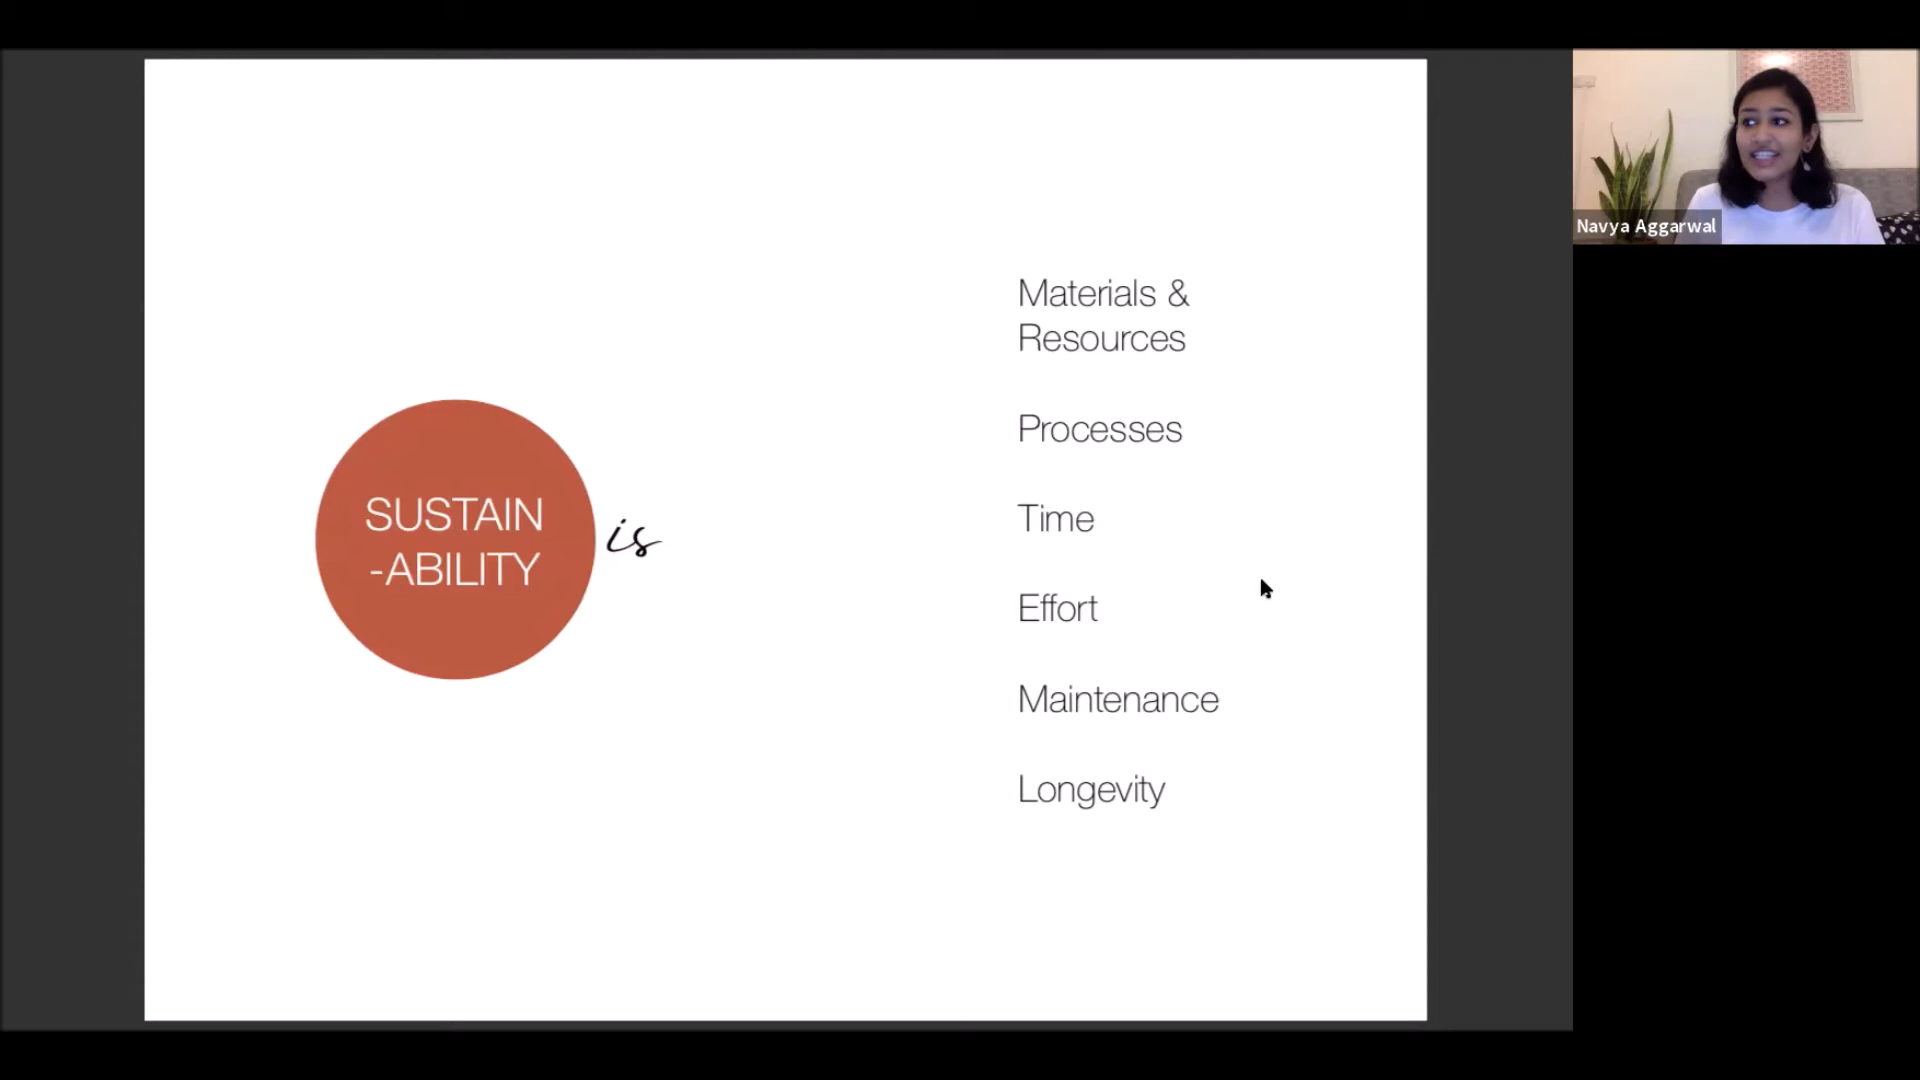 SUSTAIN
-ABILITY
is
Materials &
Resources
Processes
Time
Effort
Maintenance
Longevity
Navya Aggarwal